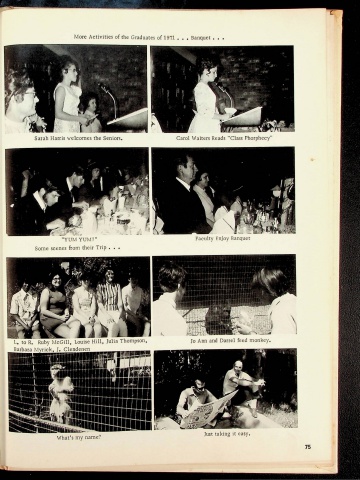 More Activities of the Graduates of 1971 . . . Banquet . . .
Sarah Harris welcomes the Seniors.
Carol Walters Reads "Class Phorphecy"
"YUM YUM!"
Faculty Enjoy Banquet
Some scenes from their Trip . . .
L. to R. Ruby McGill, Louise Hill, Julia Thompson,
Barbara Myrick, J. Clendenen
Jo Ann and Daniel feed monkey.
What's my name?
Just taking it easy.
75